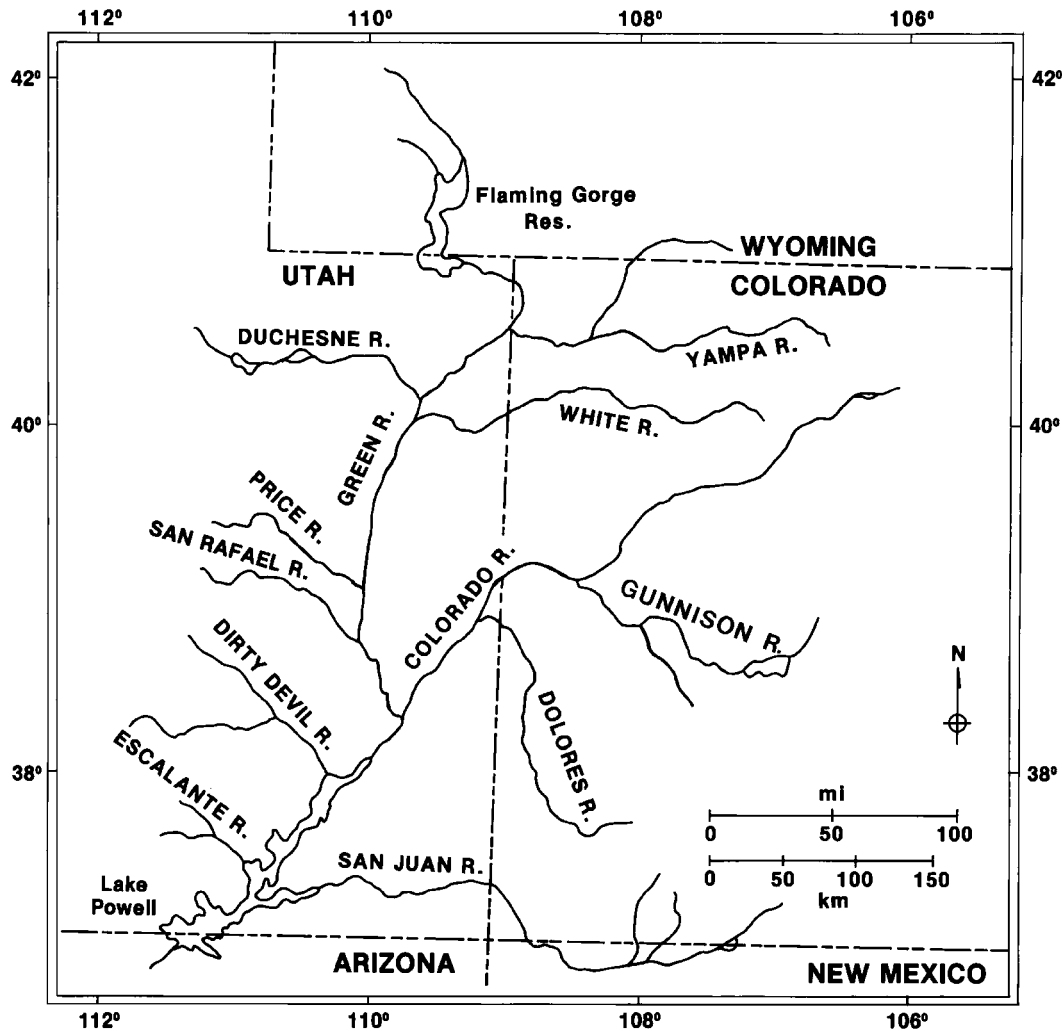 112° 110° 108° 106°
42° 42°
Flaming Gorge
Res.
WYOMING
UTAH
COLORADO
DUCHESNE R.
YAMPA R.
WHITE R.
40° 40°
GREEN R.
PRICE R.
SAN RAFAEL R.
COLORADO R.
GUNNISON R.
DIRTY DEVIL R.
N
DOLORES R.
ESCALANTE R.
38° 38°
mi
0 50 100
SAN JUAN R.
0 50 100 150
km
Lake
Powell
ARIZONA
NEW MEXICO
112° 110° 108° 106°